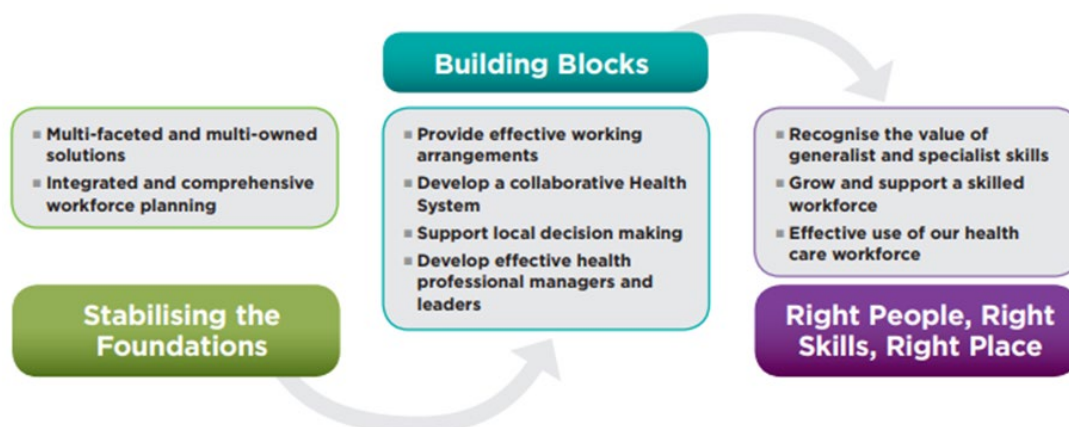 Building Blocks
■ Multi-faceted and multi-owned
solutions
■ Integrated and comprehensive
workforce planning
Stabilising the
Foundations
■ Provide effective working
arrangements
■ Develop a collaborative Health
System
■ Support local decision making
■ Develop effective health
professional managers and
leaders
■ Recognise the value of
generalist and specialist skills
■ Grow and support a skilled
workforce
■ Effective use of our health
care workforce
Right People, Right
Skills, Right Place